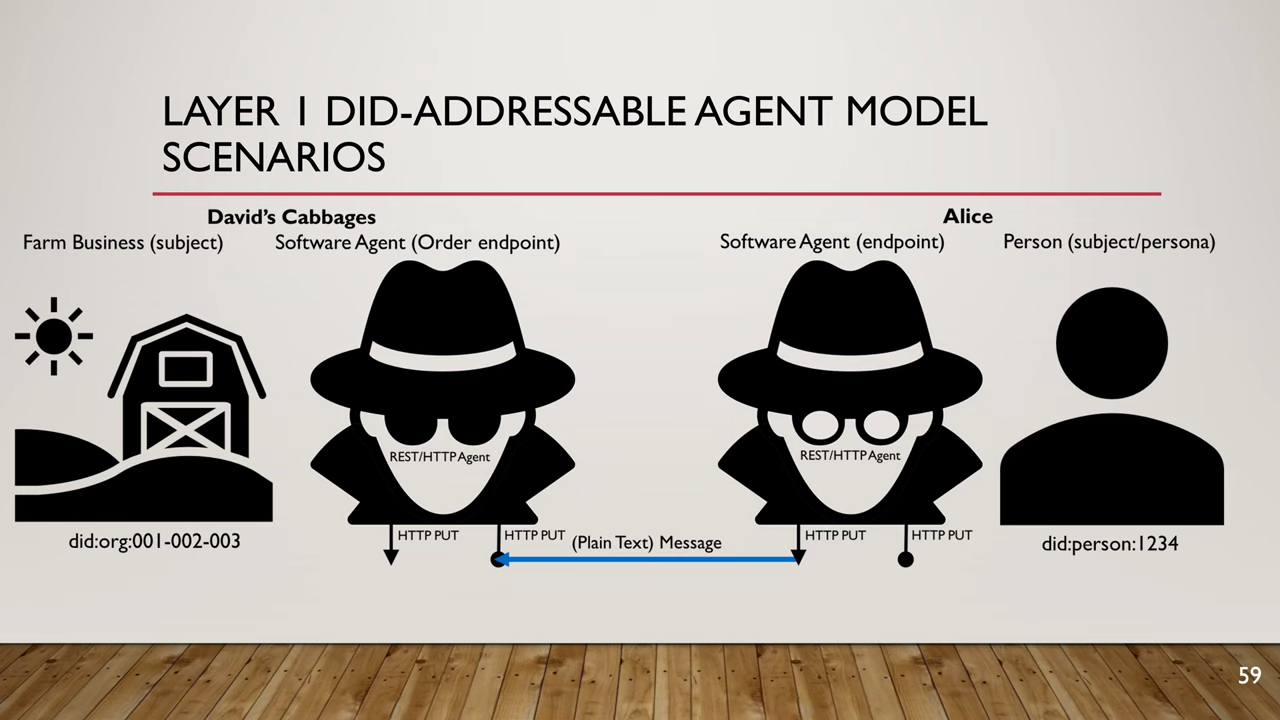 LAYER 1 DID-ADDRESSABLE AGENT MODEL
SCENARIOS
David's Cabbages
Alice
Farm Business (subject)
Software Agent (Order endpoint)
Software Agent (endpoint)
Person (subject/persona)
REST/HTTP Agent
REST/HTTP Agent
HTTP PUT
HTTP PUT
(Plain Text) Message
HTTP PUT
HTTP PUT
did:org:001-002-003
did:person:1234
59